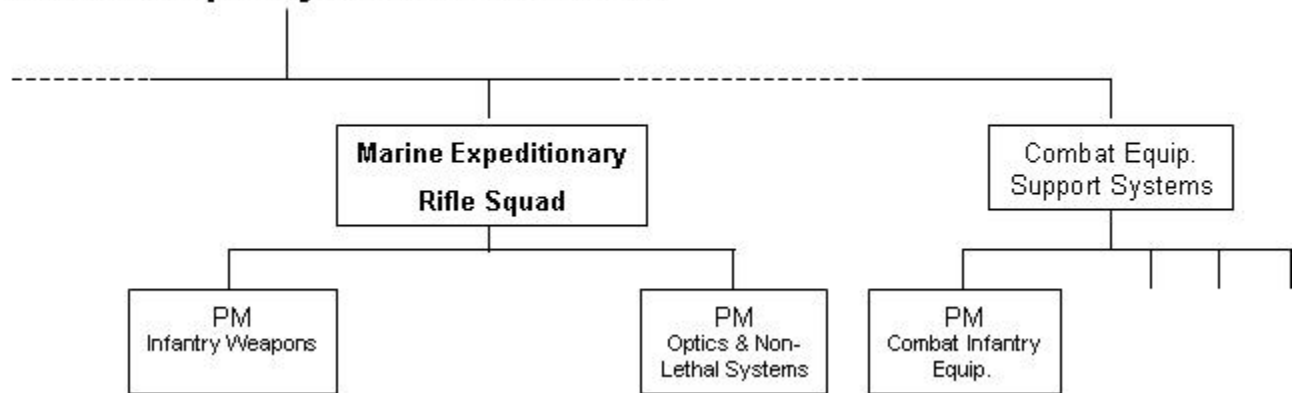 Marine Expeditionary
Rifle Squad
Combat Equip.
Support Systems
PM
Infantry Weapons
PM
Optics & Non-
Lethal Systems
PM
Combat Infantry
Equip.